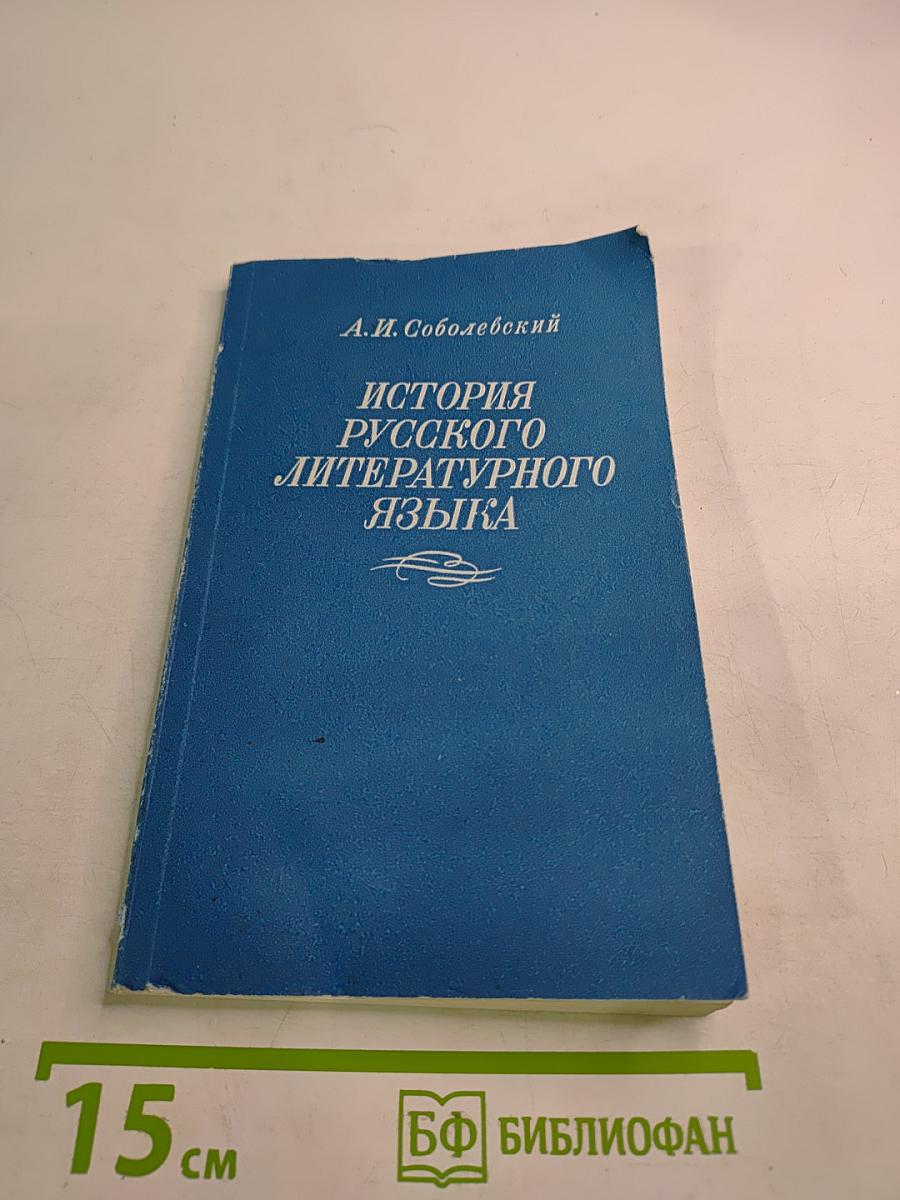 А.И. Соболевский
ИСТОРИЯ
РУССКОГО
ЛИТЕРАТУРНОГО
ЯЗЫКА
15 см
БФ БИБЛИОФАН